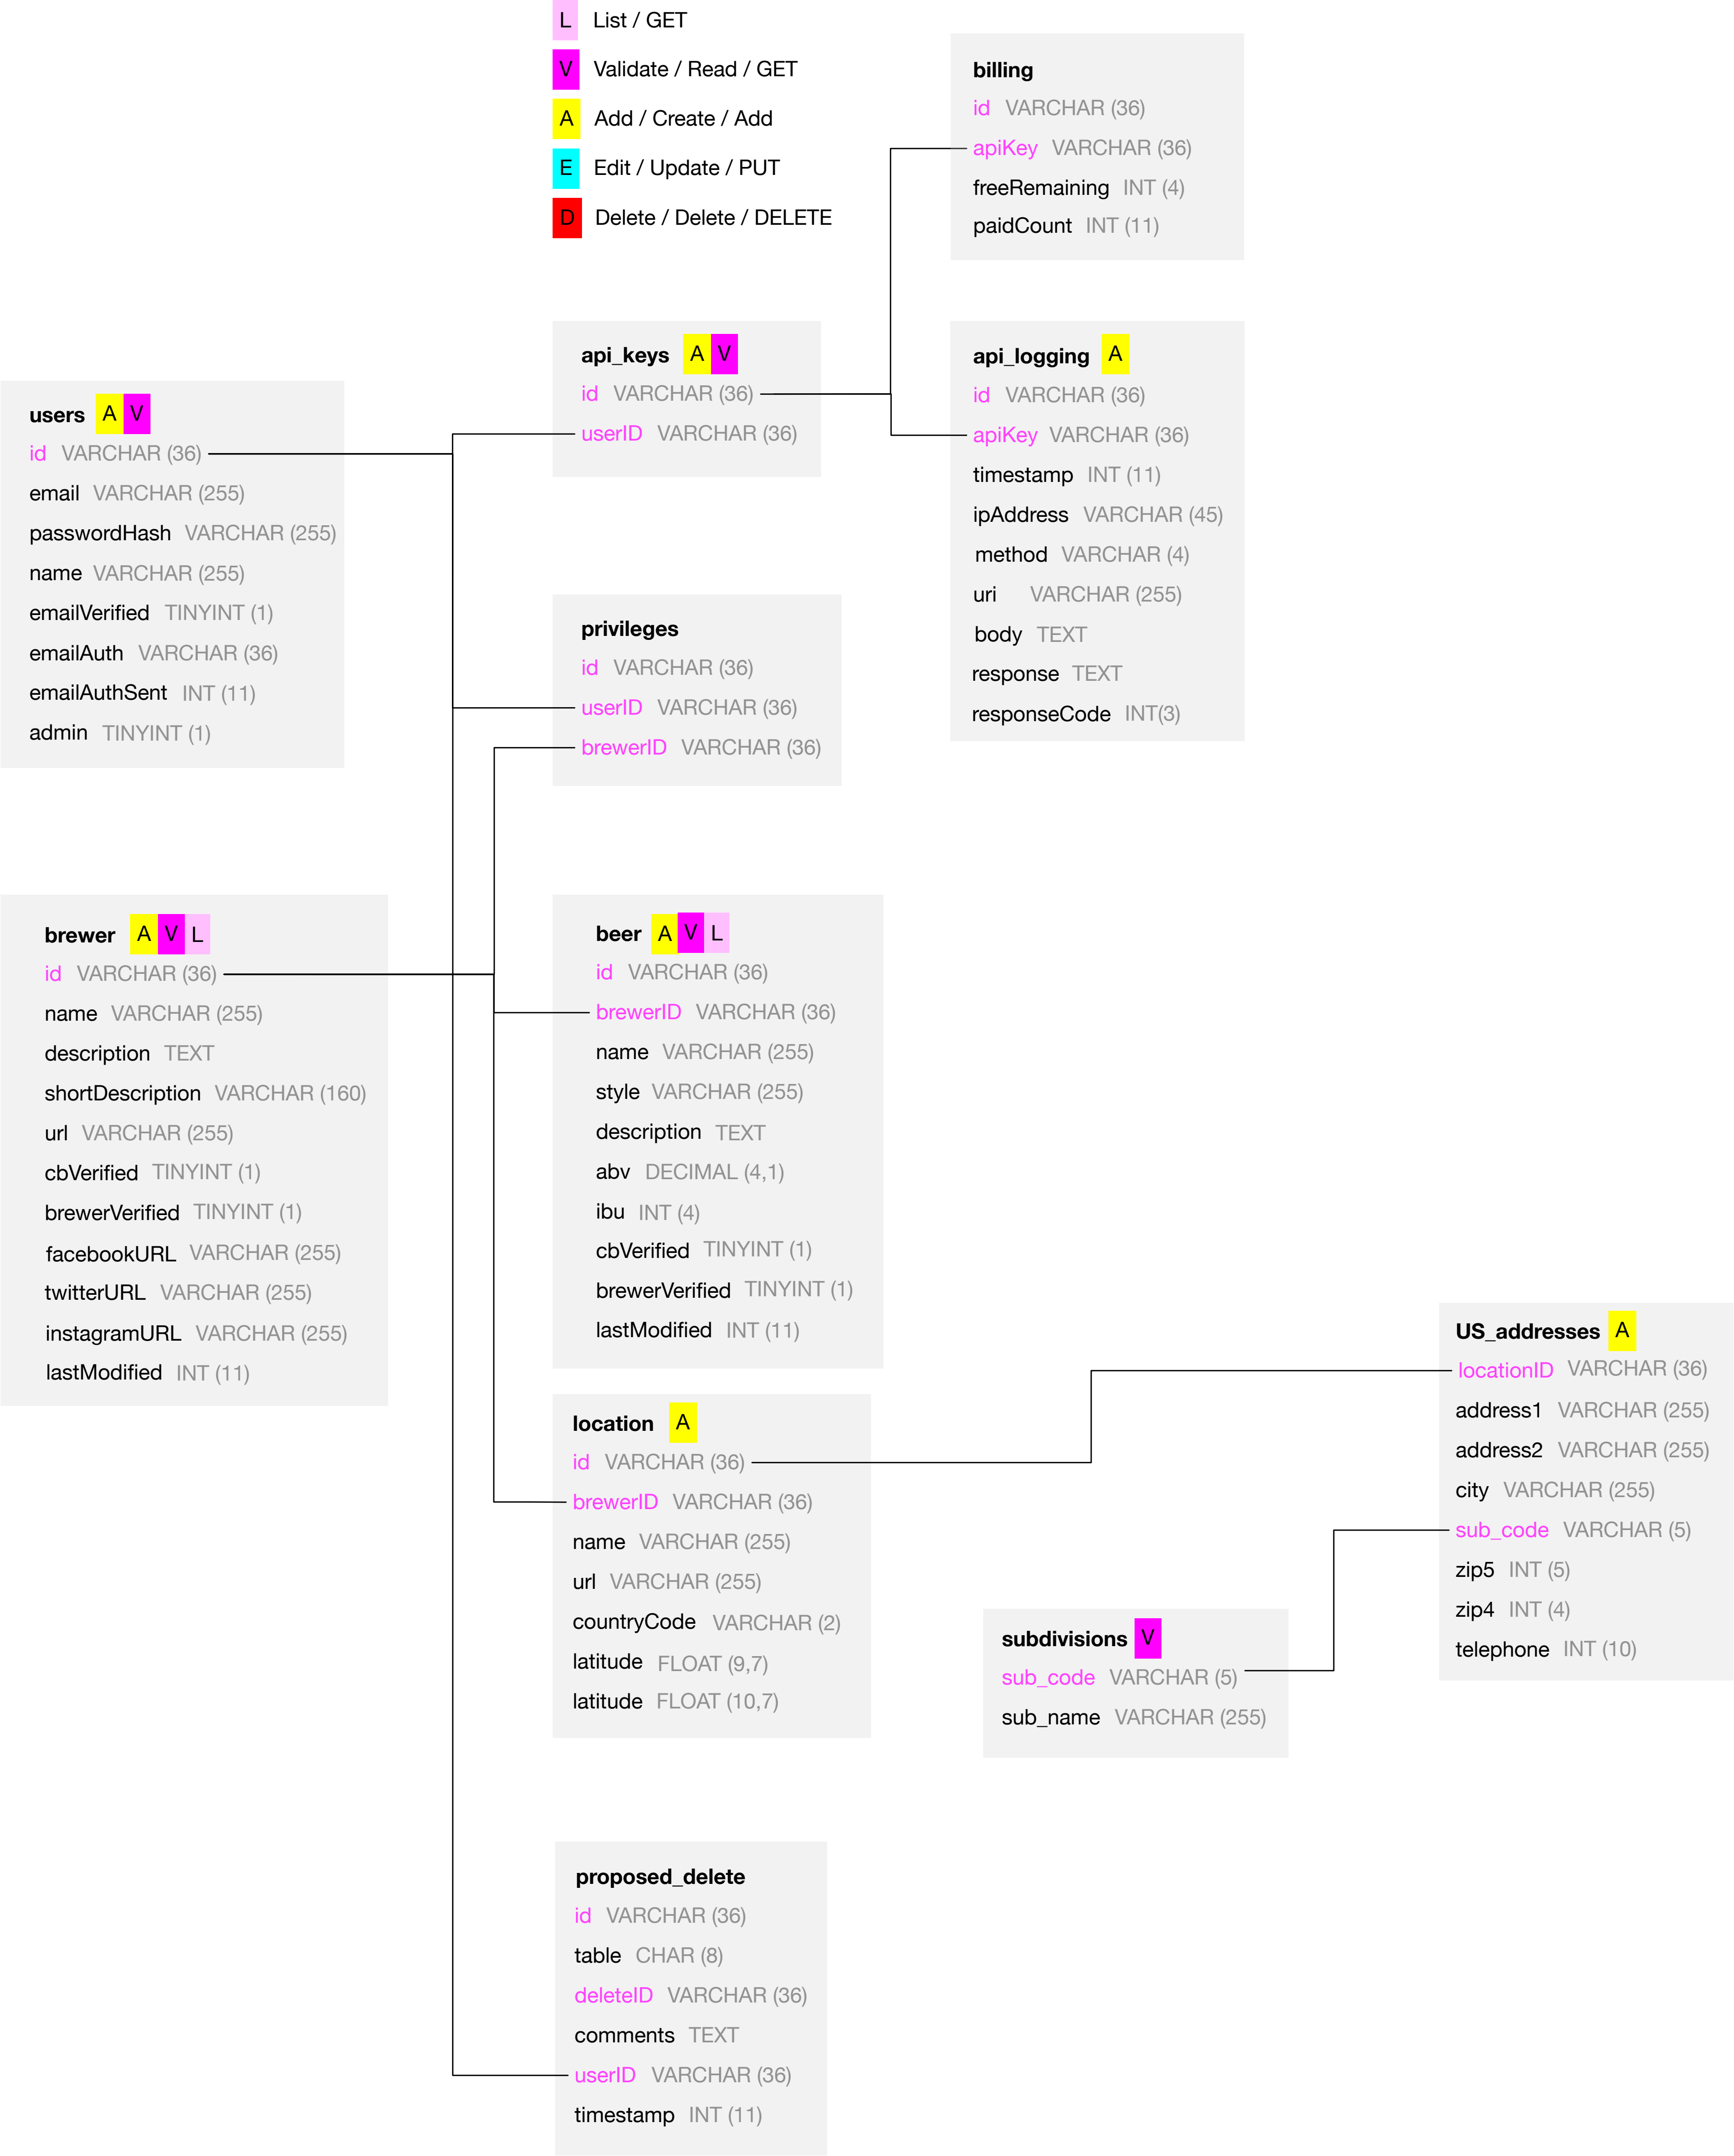 L List / GET
V Validate / Read / GET
A Add / Create / Add
E Edit / Update / PUT
D Delete / Delete / DELETE
billing
id VARCHAR (36)
apiKey VARCHAR (36)
freeRemaining INT (4)
paidCount INT (11)
users A V
id VARCHAR (36)
email VARCHAR (255)
passwordHash VARCHAR (255)
name VARCHAR (255)
emailVerified TINYINT (1)
emailAuth VARCHAR (36)
emailAuthSent INT (11)
admin TINYINT (1)
api_keys A V
id VARCHAR (36)
userID VARCHAR (36)
api_logging A
id VARCHAR (36)
apiKey VARCHAR (36)
timestamp INT (11)
ipAddress VARCHAR (45)
method VARCHAR (4)
uri VARCHAR (255)
body TEXT
response TEXT
responseCode INT(3)
privileges
id VARCHAR (36)
userID VARCHAR (36)
brewerID VARCHAR (36)
brewer A V L
id VARCHAR (36)
name VARCHAR (255)
description TEXT
shortDescription VARCHAR (160)
url VARCHAR (255)
cbVerified TINYINT (1)
brewerVerified TINYINT (1)
facebookURL VARCHAR (255)
twitterURL VARCHAR (255)
instagramURL VARCHAR (255)
lastModified INT (11)
beer A V L
id VARCHAR (36)
brewerID VARCHAR (36)
name VARCHAR (255)
style VARCHAR (255)
description TEXT
abv DECIMAL (4,1)
ibu INT (4)
cbVerified TINYINT (1)
brewerVerified TINYINT (1)
lastModified INT (11)
location A
id VARCHAR (36)
brewerID VARCHAR (36)
name VARCHAR (255)
url VARCHAR (255)
countryCode VARCHAR (2)
latitude FLOAT (9,7)
latitude FLOAT (10,7)
US_addresses A
locationID VARCHAR (36)
address1 VARCHAR (255)
address2 VARCHAR (255)
city VARCHAR (255)
sub_code VARCHAR (5)
zip5 INT (5)
zip4 INT (4)
telephone INT (10)
subdivisions V
sub_code VARCHAR (5)
sub_name VARCHAR (255)
proposed_delete
id VARCHAR (36)
table CHAR (8)
deleteID VARCHAR (36)
comments TEXT
userID VARCHAR (36)
timestamp INT (11)